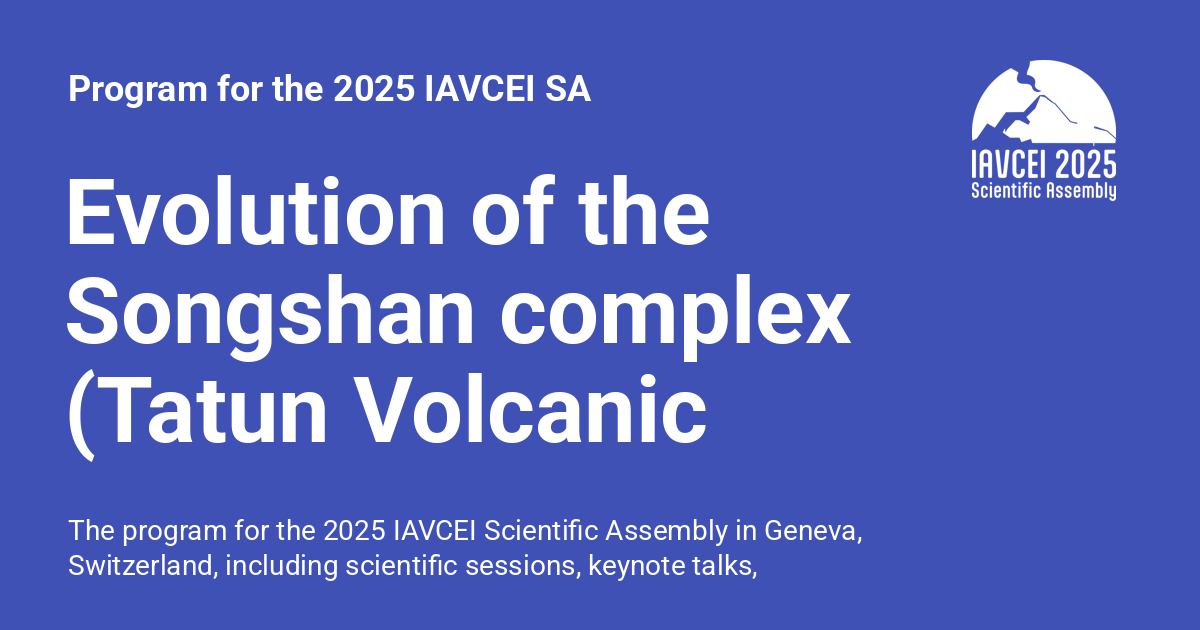 Program for the 2025 IAVCEI SA
IAVCEI 2025
Scientific Assembly
Evolution of the
Songshan complex
(Tatun Volcanic
The program for the 2025 IAVCEI Scientific Assembly in Geneva,
Switzerland, including scientific sessions, keynote talks,